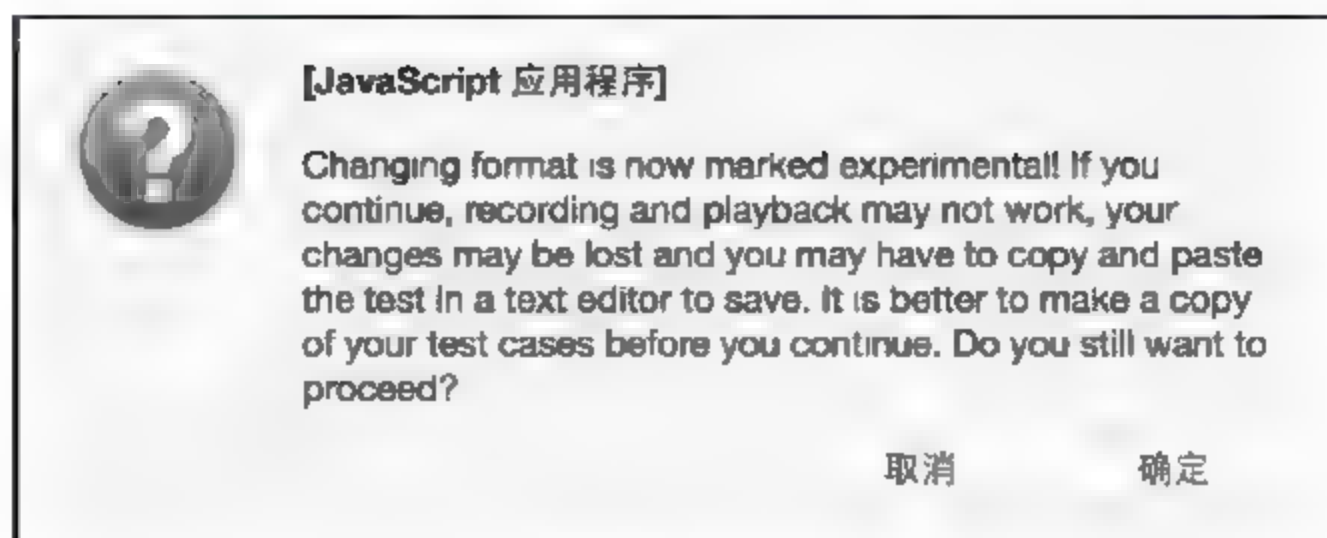 [JavaScript 应用程序]
Changing format is now marked experimental! If you
continue, recording and playback may not work, your
changes may be lost and you may have to copy and paste
the test in a text editor to save. It is better to make a copy
of your test cases before you continue. Do you still want to
proceed?
取消 确定